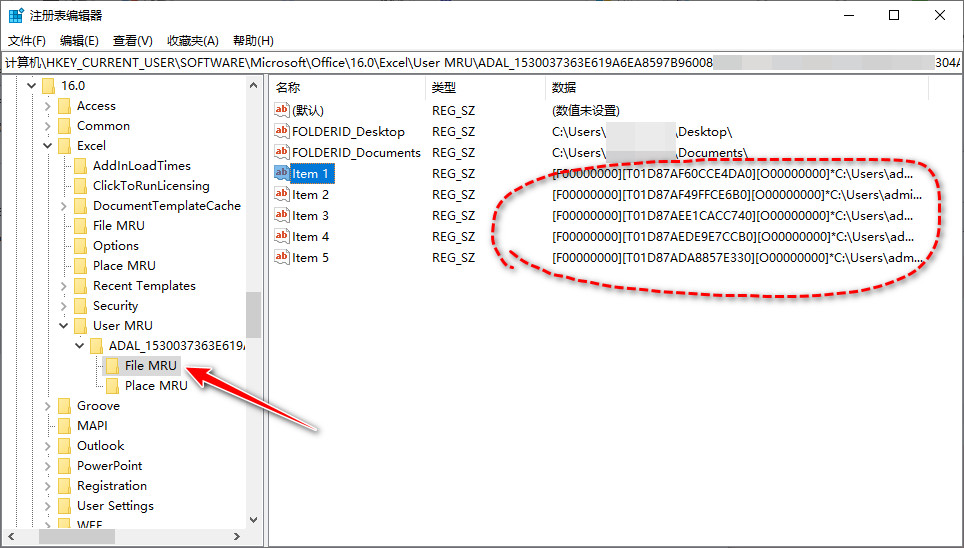 注册表编辑器
文件(F) 编辑(E) 查看(V) 收藏夹(A) 帮助(H)
计算机\HKEY_CURRENT_USER\SOFTWARE\Microsoft\Office\16.0\Excel\User MRU\ADAL_1530037363E619A6EA8597B96008 304A
16.0
Access
Common
Excel
AddInLoadTimes
ClickToRunLicensing
DocumentTemplateCache
File MRU
Options
Place MRU
Recent Templates
Security
User MRU
ADAL_1530037363E619A
File MRU
Place MRU
Groove
MAPI
Outlook
PowerPoint
Registration
User Settings
WEF
名称 类型 数据
(默认) REG_SZ (数值未设置)
FOLDERID_Desktop REG_SZ C:\Users\ \Desktop\
FOLDERID_Documents REG_SZ C:\Users\ \Documents\
Item 1 REG_SZ [F00000000][T01D87AF60CCE4DA0][O00000000]*C:\Users\ad...
Item 2 REG_SZ [F00000000][T01D87AF49FFCE6B0][O00000000]*C:\Users\admi...
Item 3 REG_SZ [F00000000][T01D87AEE1CACC740][O00000000]*C:\Users\ad...
Item 4 REG_SZ [F00000000][T01D87AEDE9E7CCB0][O00000000]*C:\Users\ad...
Item 5 REG_SZ [F00000000][T01D87ADA8857E330][O00000000]*C:\Users\adm...